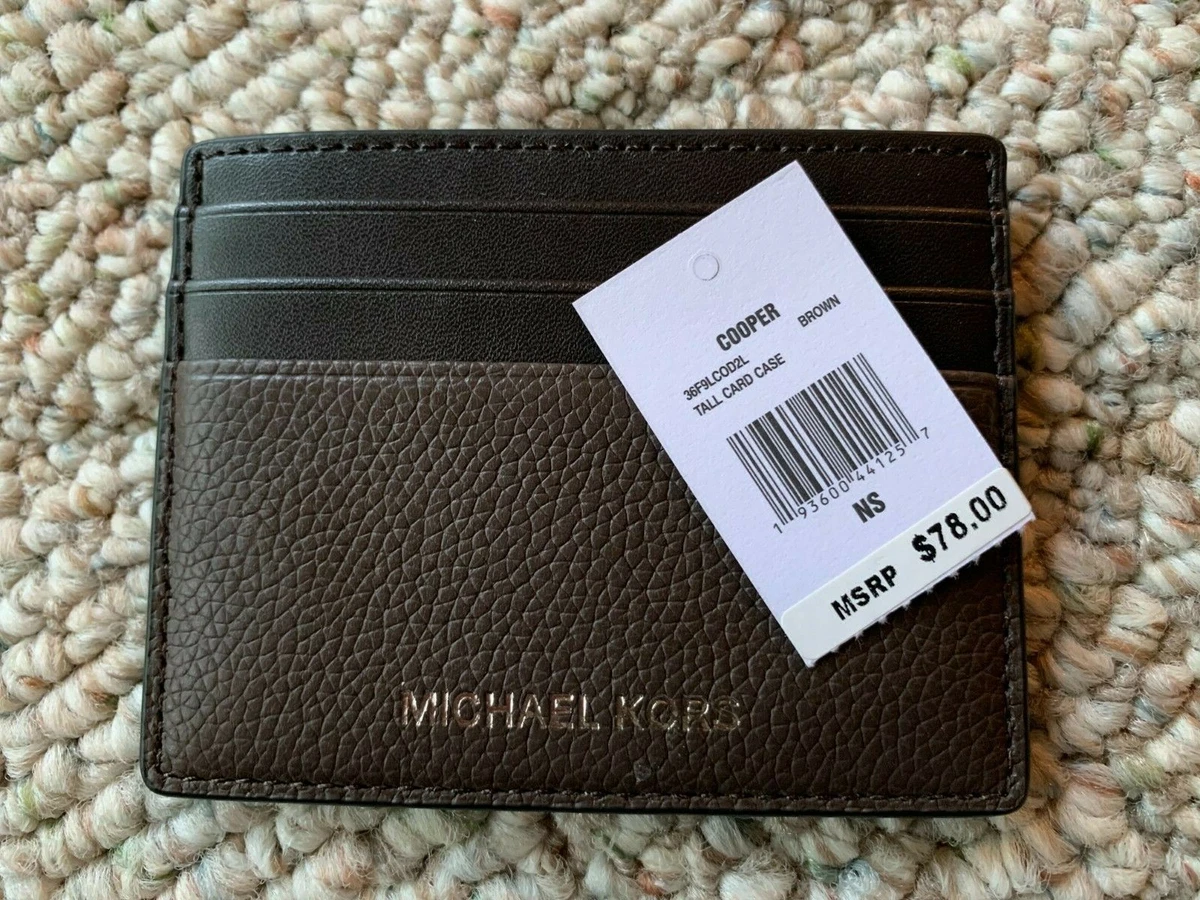 COOPER
36F9LCOD2L BROWN
TALL CARD CASE
1 93600 44125 7
NS
MSRP $78.00
MICHAEL KORS